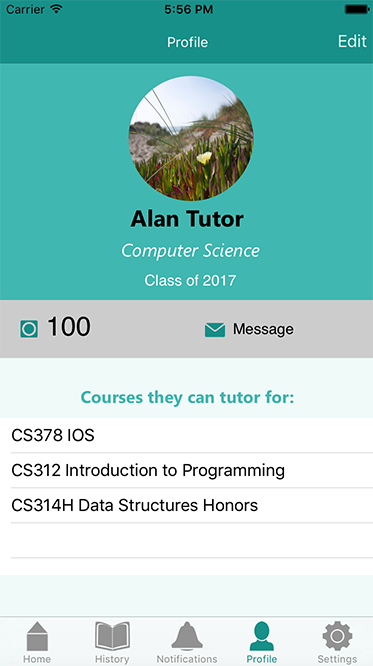 Carrier 5:56 PM
Profile Edit
Alan Tutor
Computer Science
Class of 2017
100 Message
Courses they can tutor for:
CS378 IOS
CS312 Introduction to Programming
CS314H Data Structures Honors
Home History Notifications Profile Settings